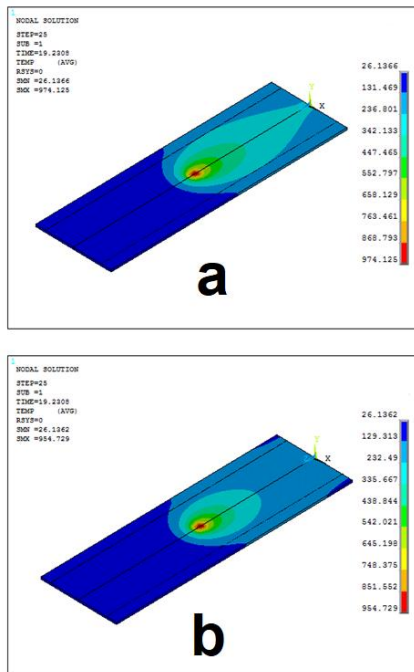 1
NODAL SOLUTION
STEP=25
SUB =1
TIME=19.2308
TEMP (AVG)
RSYS=0
SMN =26.1366
SMX =974.125
Y
X
26.1366
131.469
236.801
342.133
447.465
552.797
658.129
763.461
868.793
974.125
a
1
NODAL SOLUTION
STEP=25
SUB =1
TIME=19.2308
TEMP (AVG)
RSYS=0
SMN =26.1362
SMX =954.729
Y
X
26.1362
129.313
232.49
335.667
438.844
542.021
645.198
748.375
851.552
954.729
b